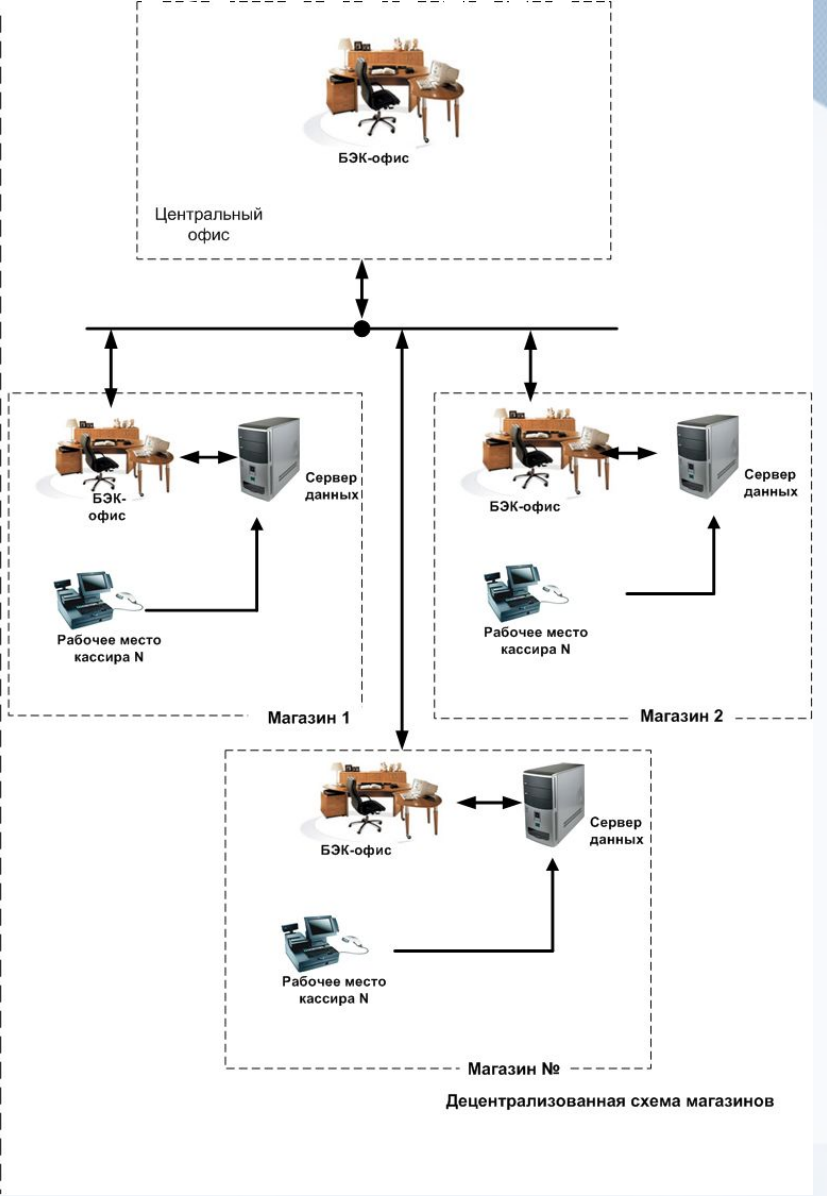 БЭК-офис
Центральный
офис
БЭК-
офис
Сервер
данных
Рабочее место
кассира N
Магазин 1
БЭК-офис
Сервер
данных
Рабочее место
кассира N
Магазин 2
БЭК-офис
Сервер
данных
Рабочее место
кассира N
Магазин №
Децентрализованная схема магазинов